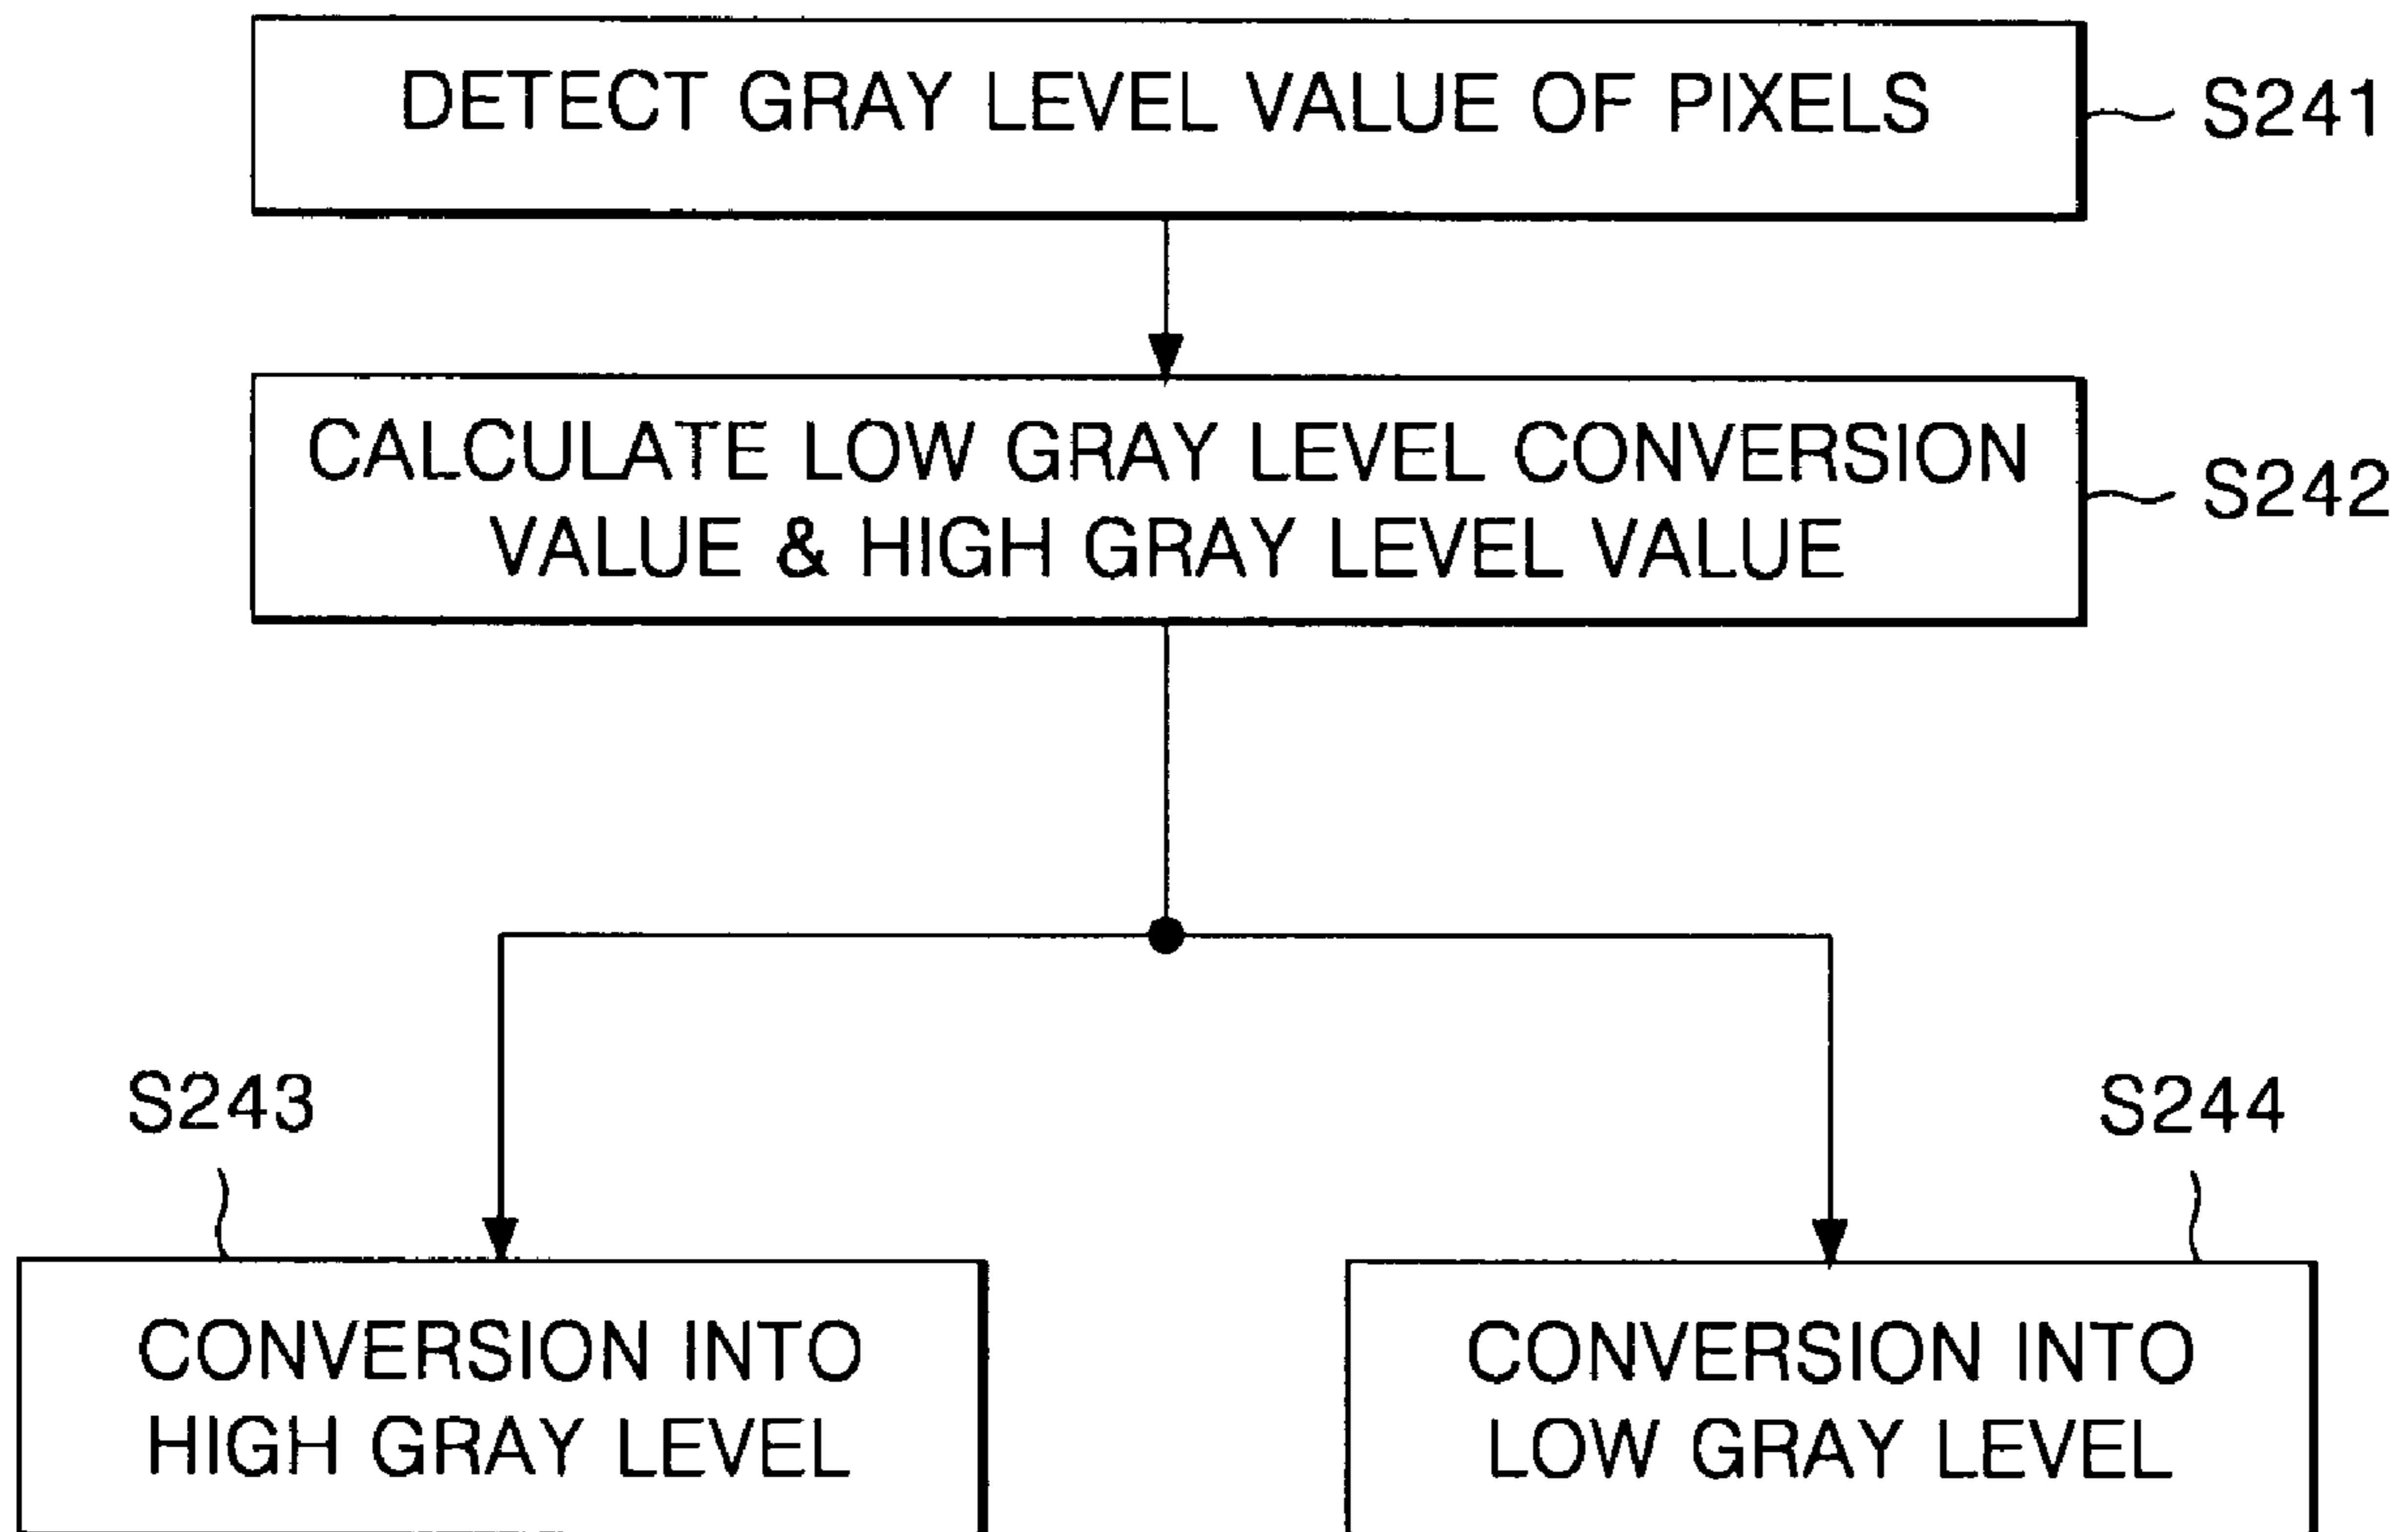 DETECT GRAY LEVEL VALUE OF PIXELS
S241
CALCULATE LOW GRAY LEVEL CONVERSION
VALUE & HIGH GRAY LEVEL VALUE
S242
S243
S244
CONVERSION INTO
HIGH GRAY LEVEL
CONVERSION INTO
LOW GRAY LEVEL